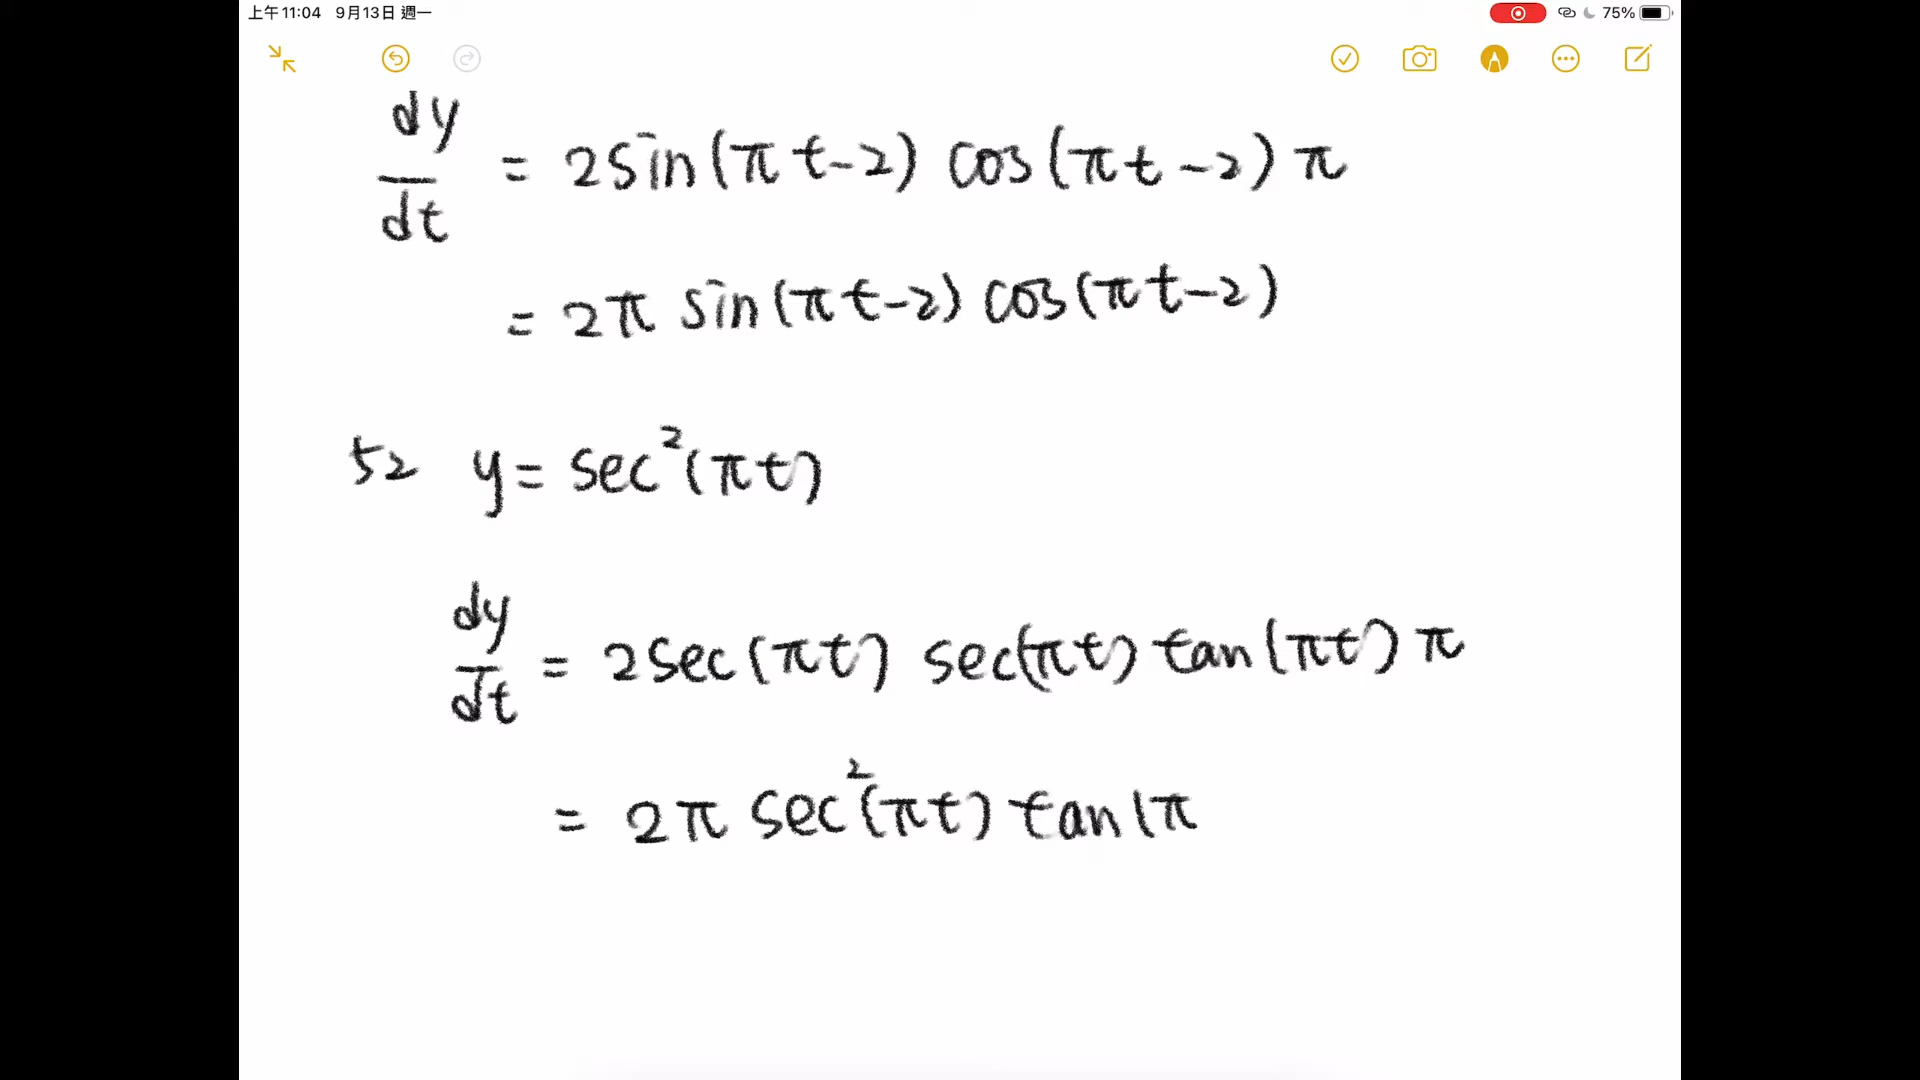 上午11:04 9月13日 週一 75%
dy/dt = 2sin(πt-2) cos(πt-2) π
= 2π sin(πt-2) cos(πt-2)
52 y = sec²(πt)
dy/dt = 2sec(πt) sec(πt) tan(πt) π
= 2π sec²(πt) tan(π